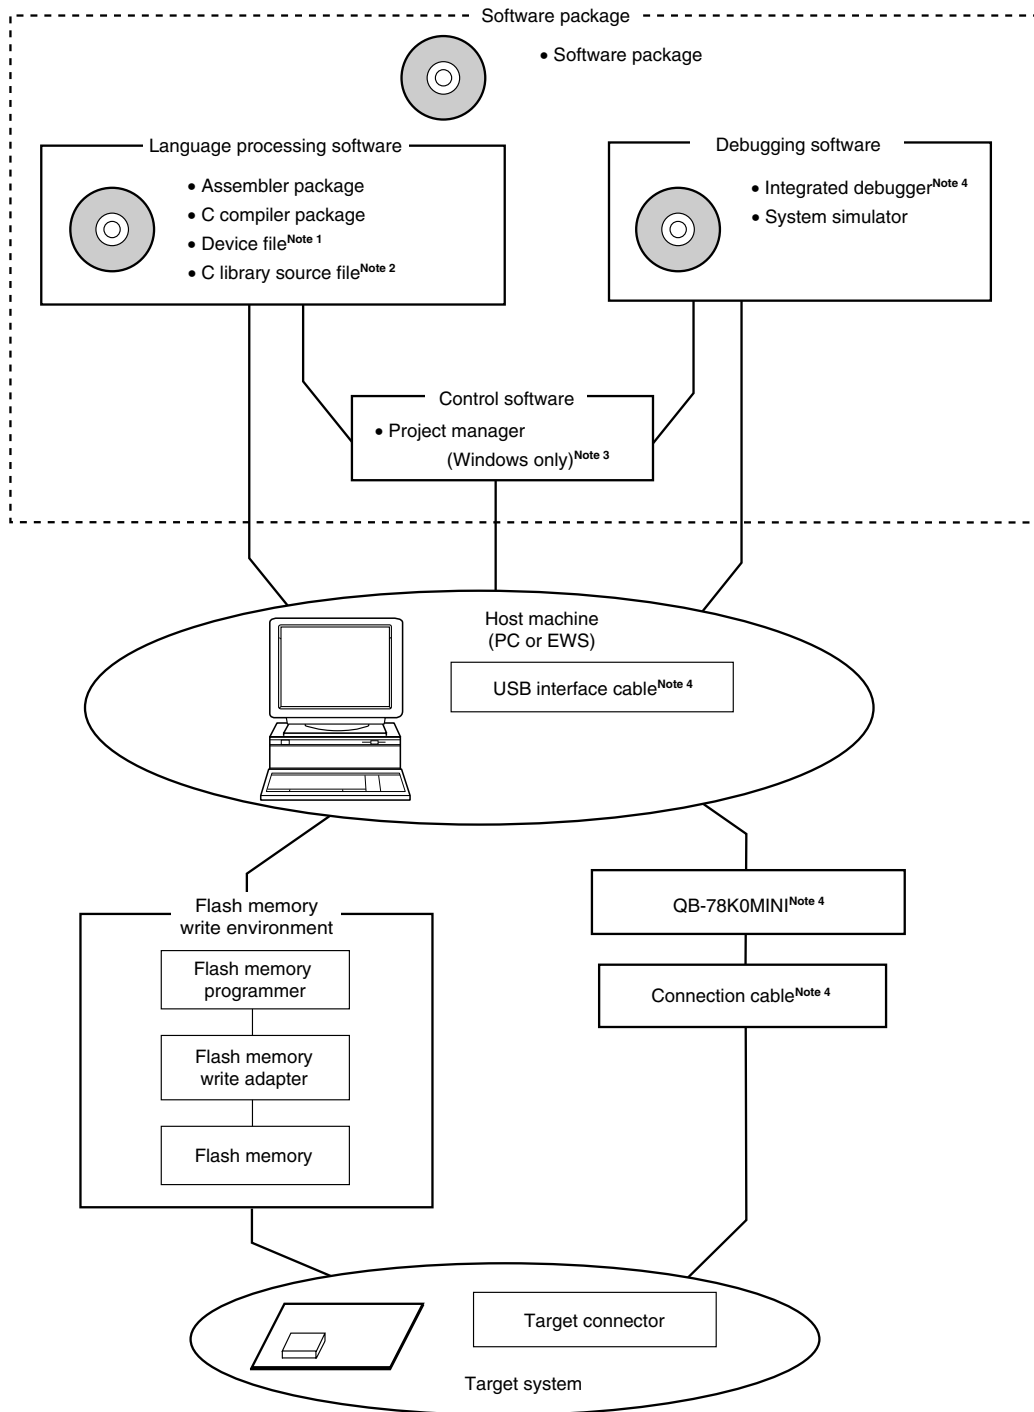 Software package
• Software package
Language processing software
• Assembler package
• C compiler package
• Device fileNote 1
• C library source fileNote 2
Debugging software
• Integrated debuggerNote 4
• System simulator
Control software
• Project manager
(Windows only)Note 3
Host machine
(PC or EWS)
USB interface cableNote 4
Flash memory
write environment
Flash memory
programmer
Flash memory
write adapter
Flash memory
QB-78K0MININote 4
Connection cableNote 4
Target connector
Target system